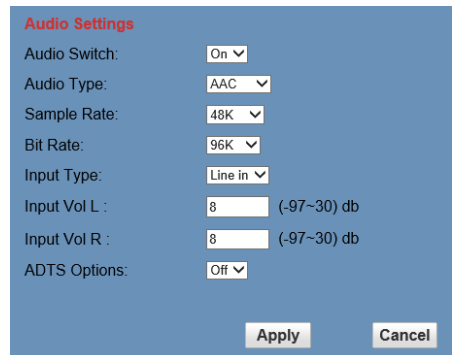 Audio Settings
Audio Switch: On
Audio Type: AAC
Sample Rate: 48K
Bit Rate: 96K
Input Type: Line in
Input Vol L : 8 (-97~30) db
Input Vol R : 8 (-97~30) db
ADTS Options: Off
Apply Cancel